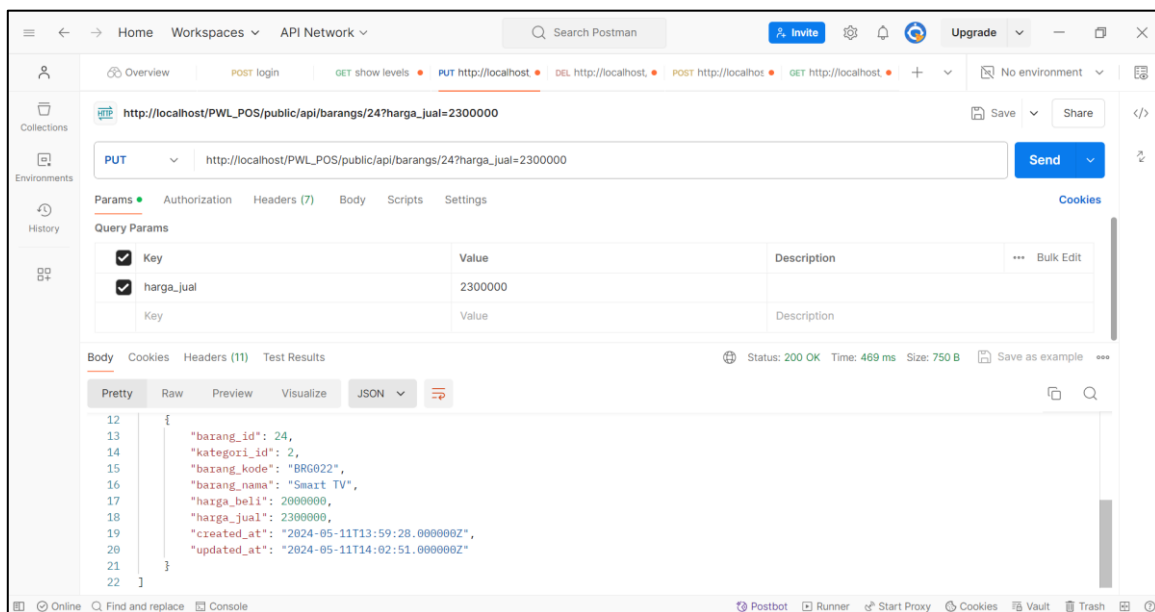 Home Workspaces API Network Search Postman Invite Upgrade
Overview POST login GET show levels PUT http://localhost. DEL http://localhost. POST http://localhos GET http://localhost. No environment
HTTP http://localhost/PWL_POS/public/api/barangs/24?harga_jual=2300000 Save Share
Collections
PUT http://localhost/PWL_POS/public/api/barangs/24?harga_jual=2300000 Send
Environments
Params Authorization Headers (7) Body Scripts Settings Cookies
History
Query Params
Key Value Description Bulk Edit
harga_jual 2300000
Key Value Description
Body Cookies Headers (11) Test Results Status: 200 OK Time: 469 ms Size: 750 B Save as example
Pretty Raw Preview Visualize JSON
12 {
13 "barang_id": 24,
14 "kategori_id": 2,
15 "barang_kode": "BRG022",
16 "barang_nama": "Smart TV",
17 "harga_beli": 2000000,
18 "harga_jual": 2300000,
19 "created_at": "2024-05-11T13:59:28.000000Z",
20 "updated_at": "2024-05-11T14:02:51.000000Z"
21 }
22 ]
Online Find and replace Console Postbot Runner Start Proxy Cookies Vault Trash